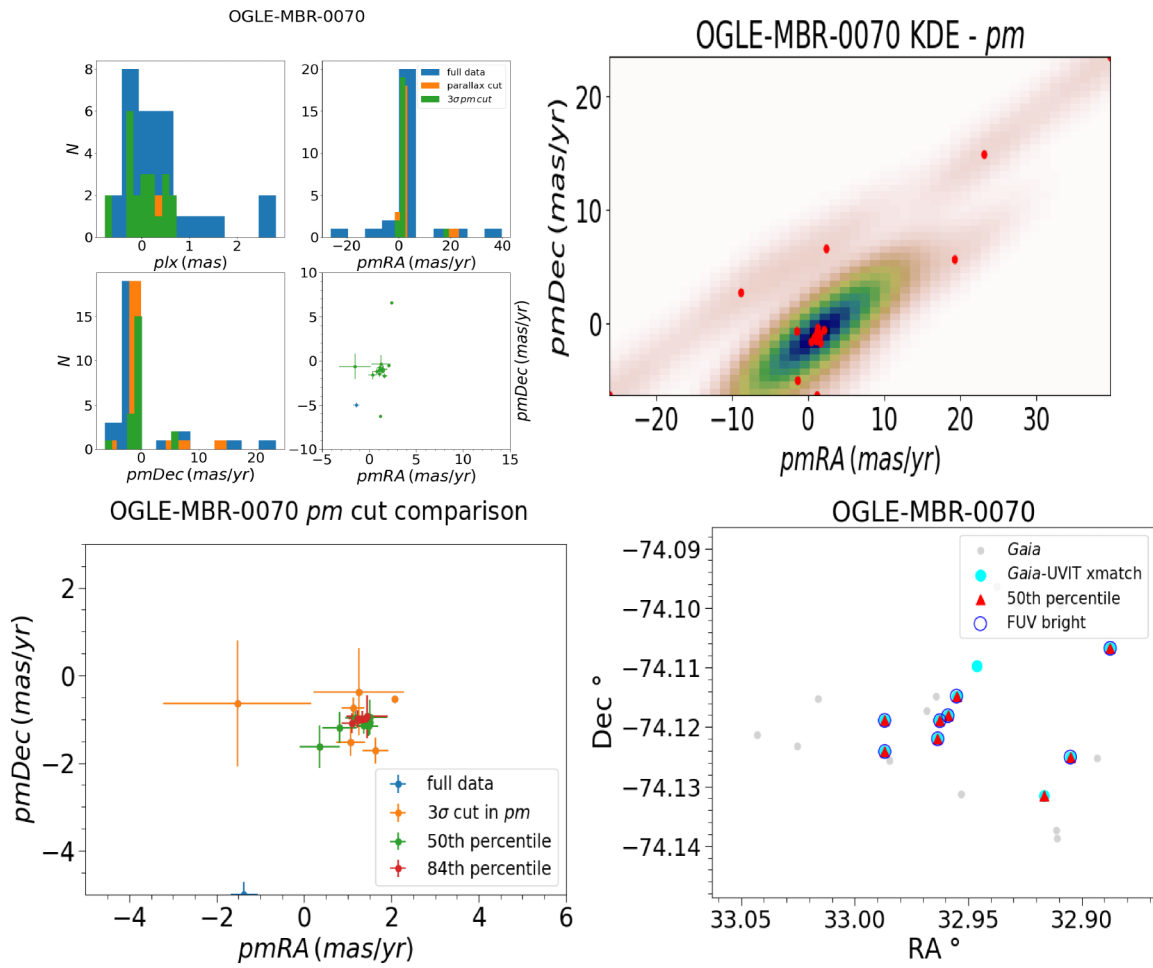 OGLE-MBR-0070
8
6
4
2
0
N
0
1
2
plx (mas)
20
15
10
5
0
−20
0
20
40
pmRA (mas/yr)
full data
parallax cut
3σ pm cut
15
10
5
0
N
0
10
20
pmDec (mas/yr)
10
5
0
−5
−10
−5
0
5
10
15
pmRA (mas/yr)
pmDec (mas/yr)
OGLE-MBR-0070 KDE - pm
20
10
0
pmDec (mas/yr)
−20
−10
0
10
20
30
pmRA (mas/yr)
OGLE-MBR-0070 pm cut comparison
2
0
−2
−4
pmDec (mas/yr)
−4
−2
0
2
4
6
pmRA (mas/yr)
full data
3σ cut in pm
50th percentile
84th percentile
OGLE-MBR-0070
−74.09
−74.10
−74.11
−74.12
−74.13
−74.14
Dec °
33.05
33.00
32.95
32.90
RA °
Gaia
Gaia-UVIT xmatch
50th percentile
FUV bright